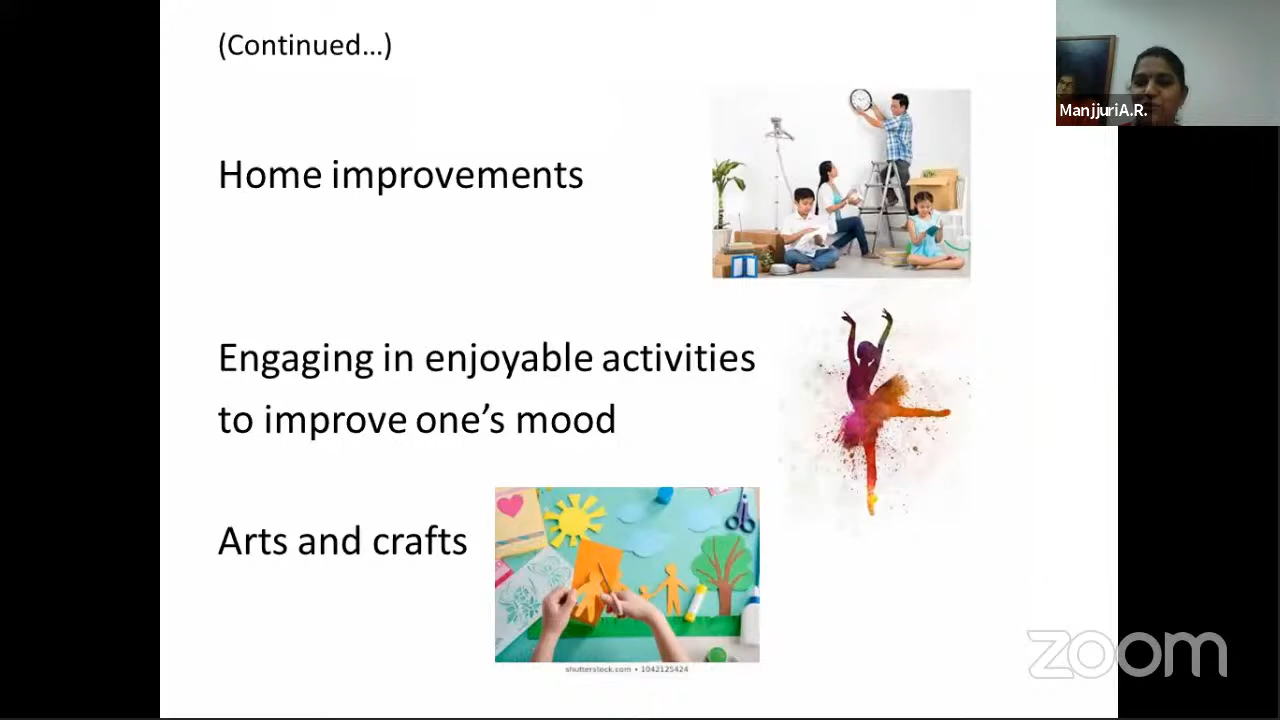 (Continued…)
ManjjuriA.R.
Home improvements
Engaging in enjoyable activities
to improve one’s mood
Arts and crafts
shutterstock.com • 1042125424
zoom